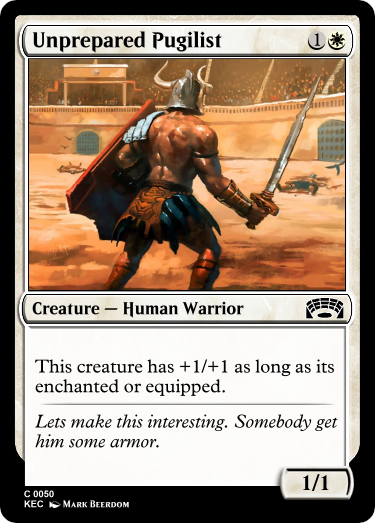 Unprepared Pugilist 1
Creature — Human Warrior
This creature has +1/+1 as long as its
enchanted or equipped.
Lets make this interesting. Somebody get
him some armor.
1/1
C 0050
KEC Mark Beerdom